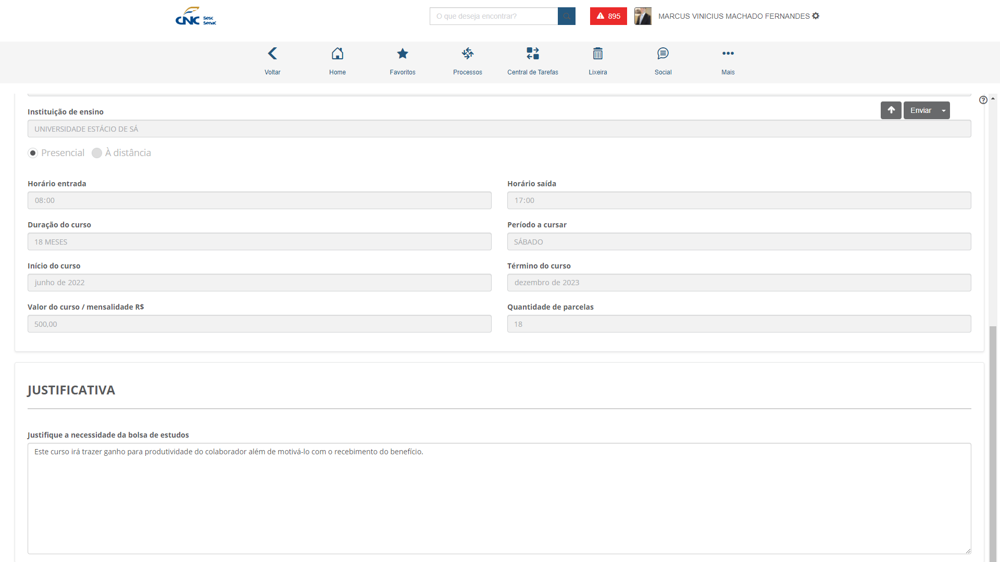 CNC Sesc Senac
O que deseja encontrar?
895
MARCUS VINICIUS MACHADO FERNANDES
Voltar
Home
Favoritos
Processos
Central de Tarefas
Lixeira
Social
Mais
Instituição de ensino
Enviar
UNIVERSIDADE ESTÁCIO DE SÁ
Presencial
À distância
Horário entrada
Horário saída
08:00
17:00
Duração do curso
Período a cursar
18 MESES
SÁBADO
Início do curso
Término do curso
junho de 2022
dezembro de 2023
Valor do curso / mensalidade R$
Quantidade de parcelas
500,00
18
JUSTIFICATIVA
Justifique a necessidade da bolsa de estudos
Este curso irá trazer ganho para produtividade do colaborador além de motivá-lo com o recebimento do benefício.